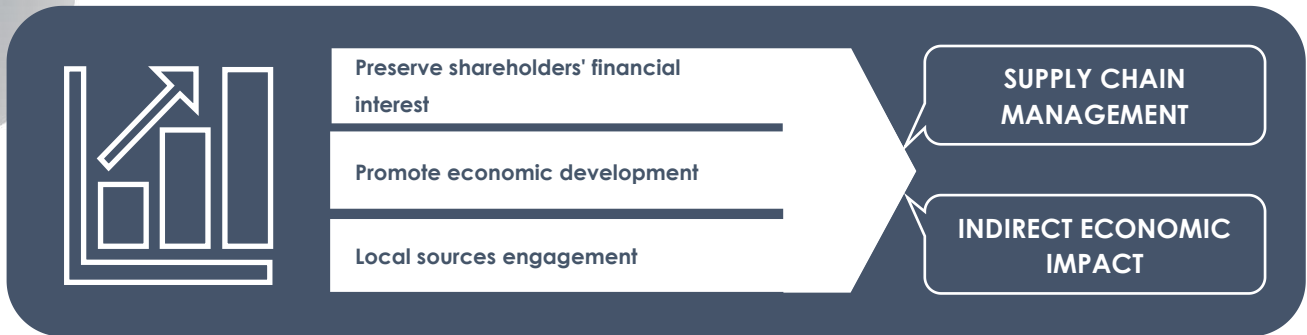 Preserve shareholders' financial
interest
Promote economic development
Local sources engagement
SUPPLY CHAIN
MANAGEMENT
INDIRECT ECONOMIC
IMPACT